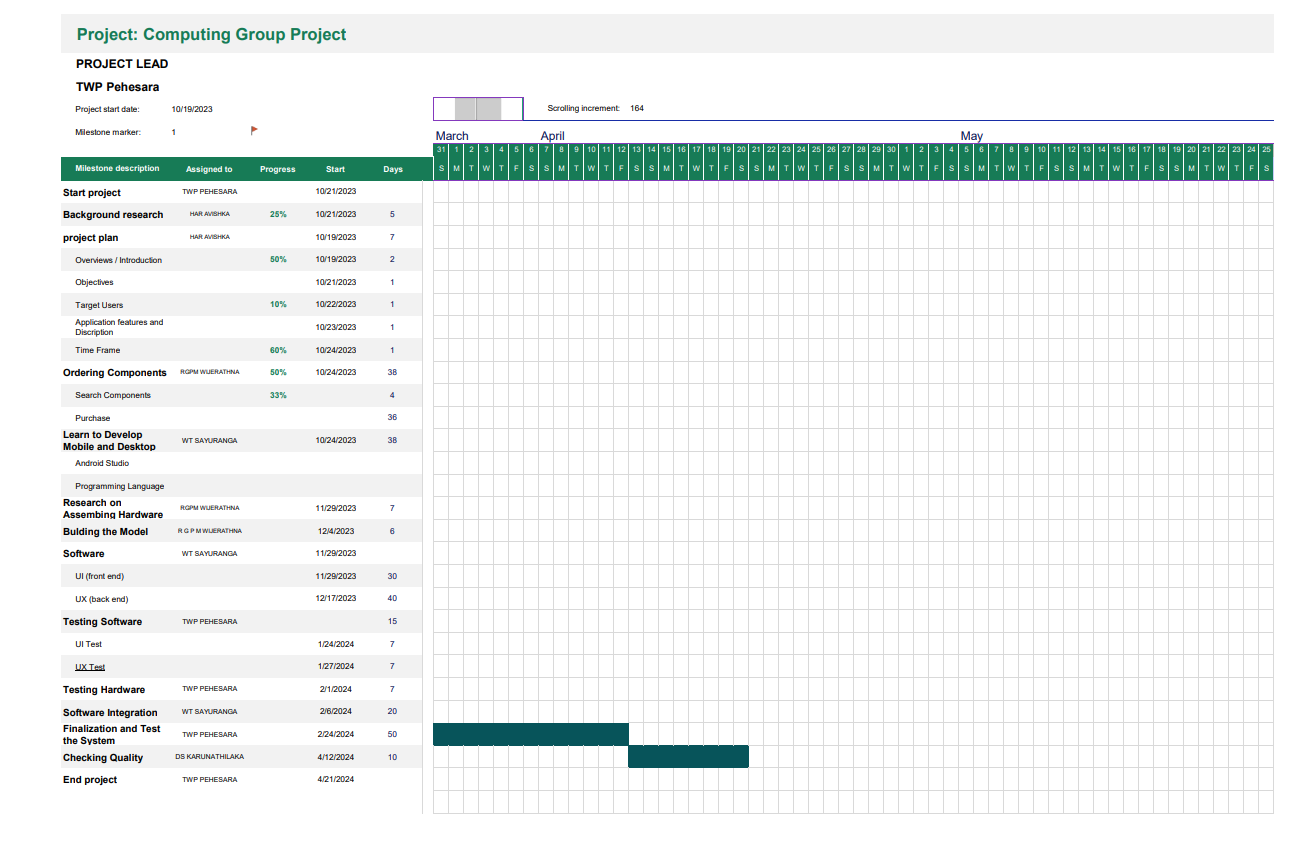 Project: Computing Group Project
PROJECT LEAD
TWP Pehesara
Project start date: 10/19/2023
Scrolling increment: 164
Milestone marker: 1
March April May
31 1 2 3 4 5 6 7 8 9 10 11 12 13 14 15 16 17 18 19 20 21 22 23 24 25 26 27 28 29 30 1 2 3 4 5 6 7 8 9 10 11 12 13 14 15 16 17 18 19 20 21 22 23 24 25
Milestone description Assigned to Progress Start Days
S M T W T F S S M T W T F S S M T W T F S S M T W T F S S M T W T F S S M T W T F S S M T W T F S S M T W T F S
Start project TWP PEHESARA 10/21/2023
Background research HAR AVISHKA 25% 10/21/2023 5
project plan HAR AVISHKA 10/19/2023 7
Overviews / Introduction 50% 10/19/2023 2
Objectives 10/21/2023 1
Target Users 10% 10/22/2023 1
Application features and
Discription 10/23/2023 1
Time Frame 60% 10/24/2023 1
Ordering Components RGPM WIJERATHNA 50% 10/24/2023 38
Search Components 33% 4
Purchase 36
Learn to Develop
Mobile and Desktop WT SAYURANGA 10/24/2023 38
Android Studio
Programming Language
Research on
Assembing Hardware RGPM WIJERATHNA 11/29/2023 7
Bulding the Model R G P M WIJERATHNA 12/4/2023 6
Software WT SAYURANGA 11/29/2023
UI (front end) 11/29/2023 30
UX (back end) 12/17/2023 40
Testing Software TWP PEHESARA 15
UI Test 1/24/2024 7
UX Test 1/27/2024 7
Testing Hardware TWP PEHESARA 2/1/2024 7
Software Integration WT SAYURANGA 2/6/2024 20
Finalization and Test
the System TWP PEHESARA 2/24/2024 50
Checking Quality DS KARUNATHILAKA 4/12/2024 10
End project TWP PEHESARA 4/21/2024